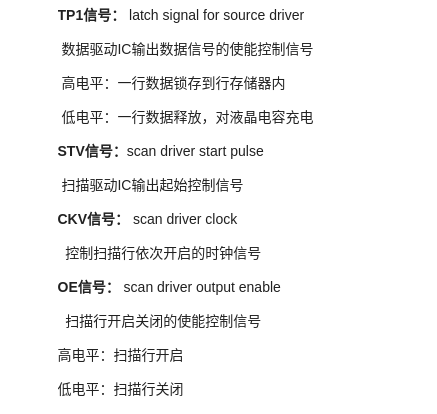 TP1信号： latch signal for source driver
数据驱动IC输出数据信号的使能控制信号
高电平：一行数据锁存到行存储器内
低电平：一行数据释放，对液晶电容充电
STV信号：scan driver start pulse
扫描驱动IC输出起始控制信号
CKV信号： scan driver clock
控制扫描行依次开启的时钟信号
OE信号： scan driver output enable
扫描行开启关闭的使能控制信号
高电平：扫描行开启
低电平：扫描行关闭